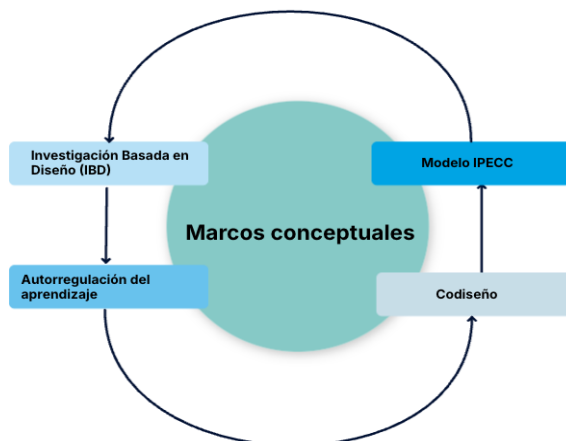 Investigación Basada en
Diseño (IBD)
Modelo IPECC
Marcos conceptuales
Autorregulación del
aprendizaje
Codiseño